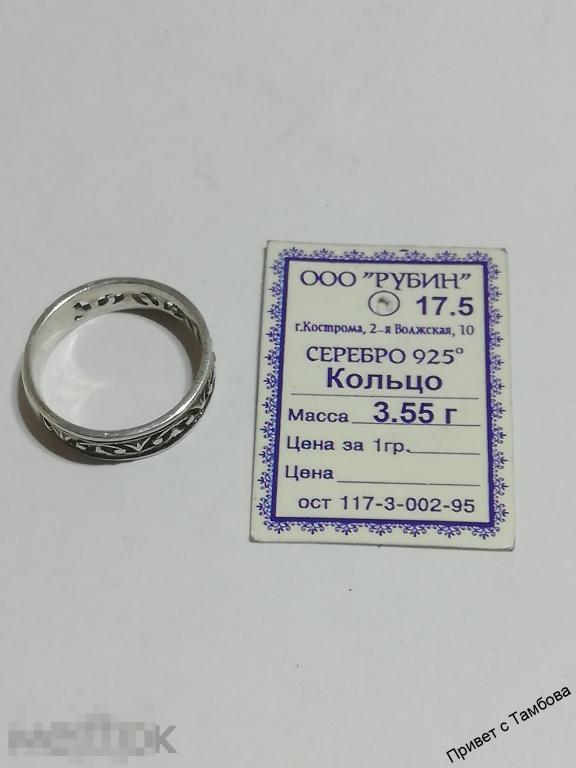 ООО "РУБИН"
17.5
г.Кострома, 2-я Волжская, 10
СЕРЕБРО 925°
Кольцо
Масса 3.55 г
Цена за 1гр.
Цена
ост 117-3-002-95
мешок
Привет с Тамбова